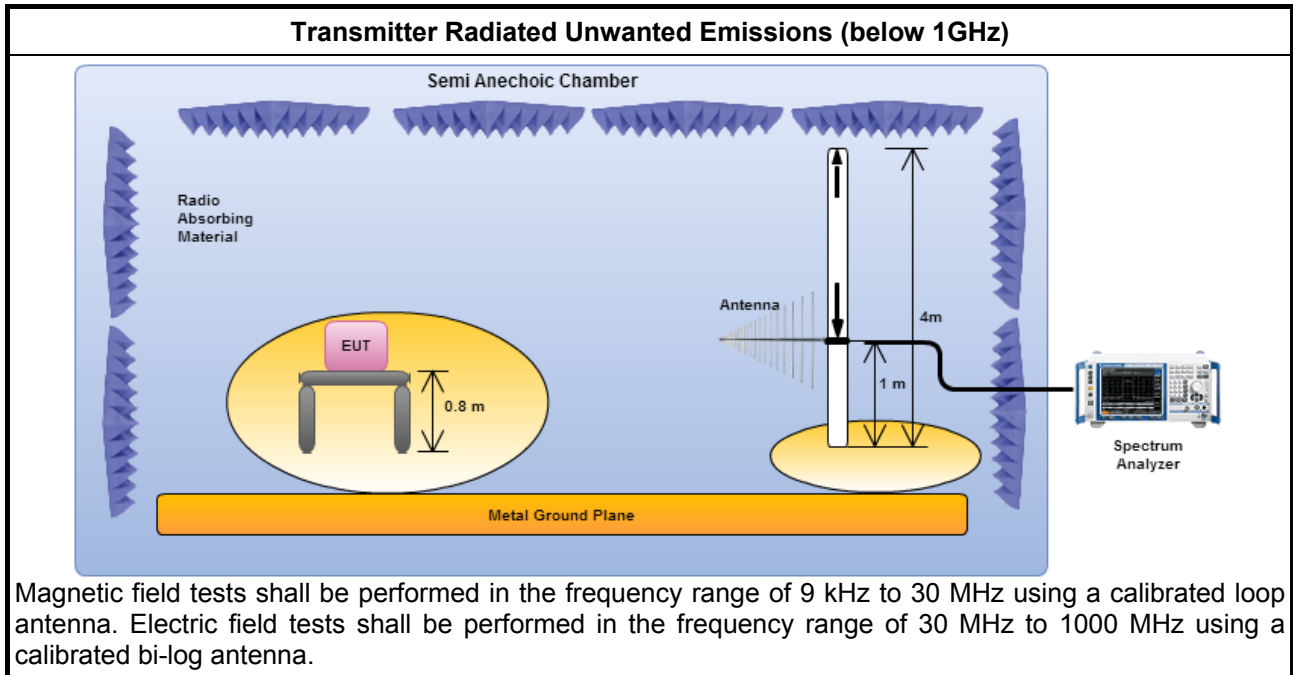 Transmitter Radiated Unwanted Emissions (below 1GHz)
Semi Anechoic Chamber
Radio
Absorbing
Material
Antenna
4m
EUT
1 m
0.8 m
Spectrum
Analyzer
Metal Ground Plane
Magnetic field tests shall be performed in the frequency range of 9 kHz to 30 MHz using a calibrated loop
antenna. Electric field tests shall be performed in the frequency range of 30 MHz to 1000 MHz using a
calibrated bi-log antenna.